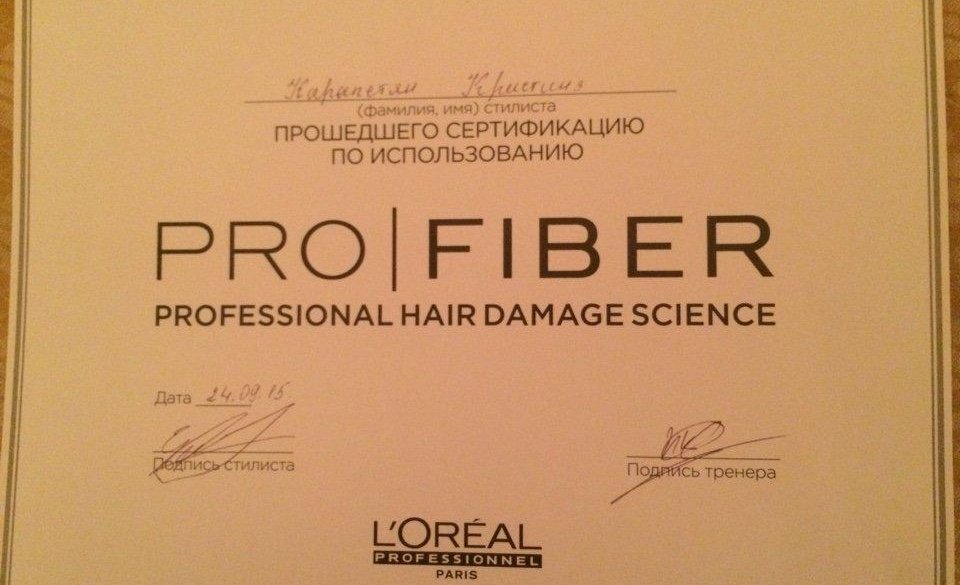 Карапетян Кристина
(фамилия, имя) стилиста
ПРОШЕДШЕГО СЕРТИФИКАЦИЮ
ПО ИСПОЛЬЗОВАНИЮ
PRO|FIBER
PROFESSIONAL HAIR DAMAGE SCIENCE
Дата 24.09.15
Подпись стилиста
Подпись тренера
L'ORÉAL
PROFESSIONNEL
PARIS